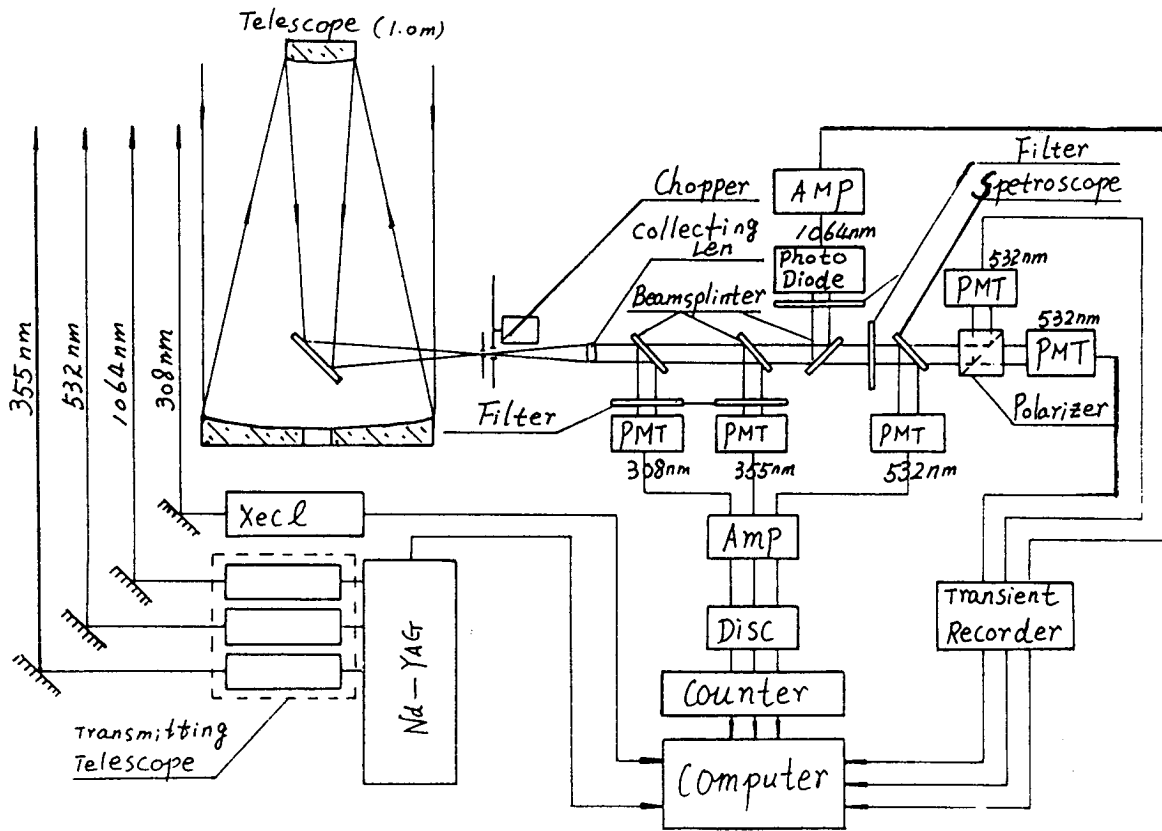 Telescope (1.0m)
Filter
Spetroscope
Chopper
Collecting
Len
AMP
1064nm
Photo
Diode
532nm
PMT
Beamsplinter
532nm
PMT
355nm
532nm
1064nm
308nm
Polarizer
Filter
PMT
PMT
PMT
308nm
355nm
532nm
Xecl
Amp
Transient
Recorder
Disc
Nd-YAG
Counter
Transmitting
Telescope
Computer